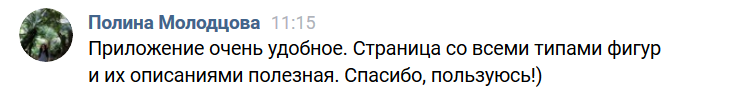 Полина Молодцова 11:15
Приложение очень удобное. Страница со всеми типами фигур
и их описаниями полезная. Спасибо, пользуюсь!)